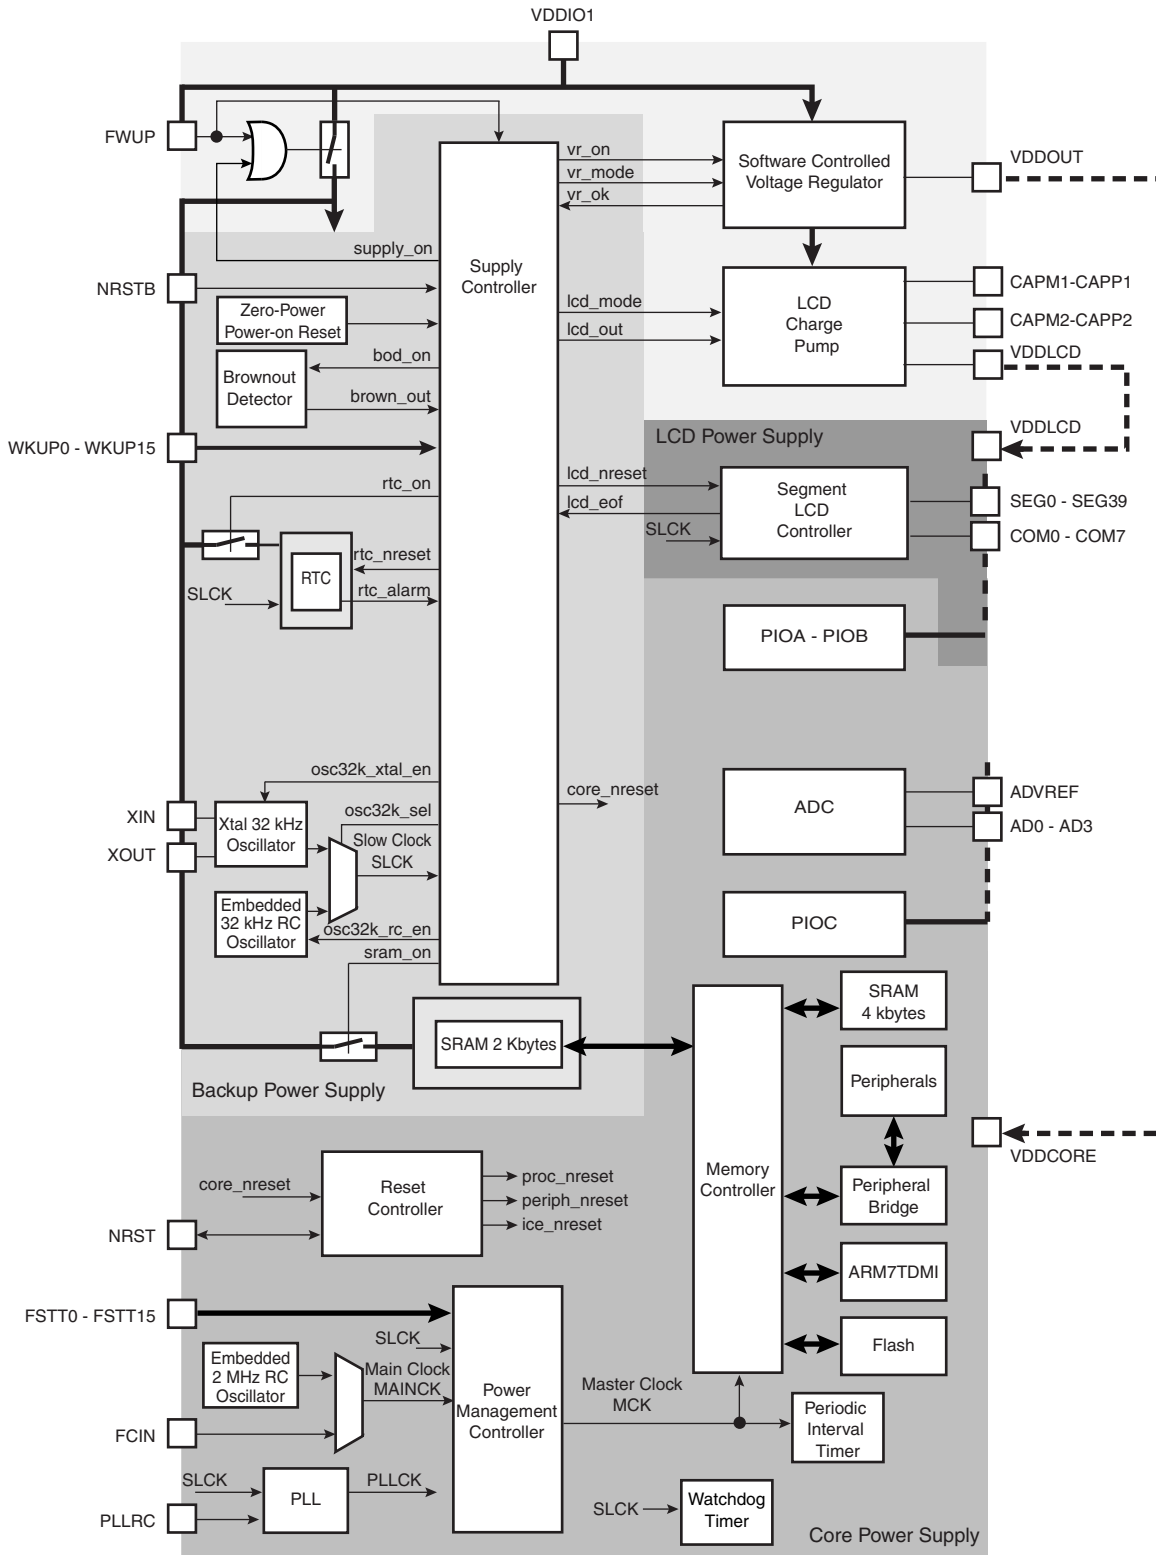 VDDIO1
FWUP
vr_on
vr_mode
vr_ok
Software Controlled
Voltage Regulator
VDDOUT
supply_on
Supply
Controller
NRSTB
Zero-Power
Power-on Reset
lcd_mode
lcd_out
LCD
Charge
Pump
CAPM1-CAPP1
CAPM2-CAPP2
VDDLCD
bod_on
Brownout
Detector
brown_out
WKUP0 - WKUP15
LCD Power Supply
VDDLCD
rtc_on
lcd_nreset
lcd_eof
SLCK
Segment
LCD
Controller
SEG0 - SEG39
COM0 - COM7
rtc_nreset
RTC
SLCK
rtc_alarm
PIOA - PIOB
osc32k_xtal_en
core_nreset
XIN
XOUT
Xtal 32 kHz
Oscillator
osc32k_sel
Slow Clock
SLCK
ADC
ADVREF
AD0 - AD3
Embedded
32 kHz RC
Oscillator
osc32k_rc_en
sram_on
PIOC
SRAM
4 kbytes
SRAM 2 Kbytes
Backup Power Supply
Peripherals
VDDCORE
Memory
Controller
Peripheral
Bridge
core_nreset
Reset
Controller
proc_nreset
periph_nreset
ice_nreset
NRST
ARM7TDMI
FSTT0 - FSTT15
SLCK
Flash
Embedded
2 MHz RC
Oscillator
Main Clock
MAINCK
Power
Management
Controller
Master Clock
MCK
Periodic
Interval
Timer
FCIN
SLCK
PLL
PLLCK
PLLRC
SLCK
Watchdog
Timer
Core Power Supply